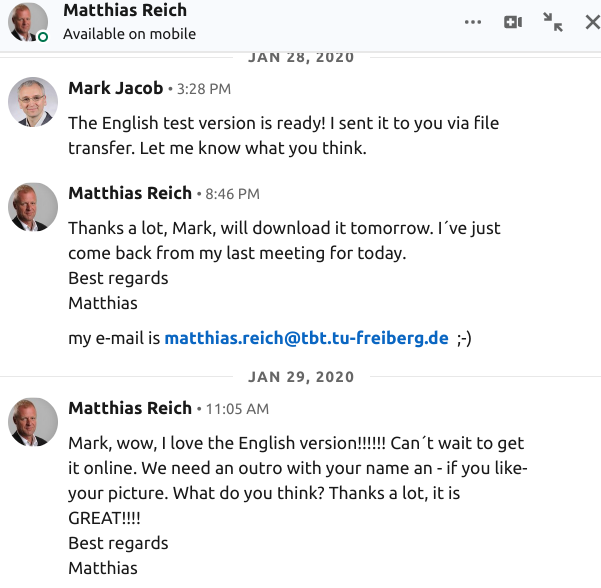 Matthias Reich
Available on mobile
JAN 28, 2020
Mark Jacob • 3:28 PM
The English test version is ready! I sent it to you via file
transfer. Let me know what you think.
Matthias Reich • 8:46 PM
Thanks a lot, Mark, will download it tomorrow. I´ve just
come back from my last meeting for today.
Best regards
Matthias
my e-mail is matthias.reich@tbt.tu-freiberg.de ;-)
JAN 29, 2020
Matthias Reich • 11:05 AM
Mark, wow, I love the English version!!!!!! Can´t wait to get
it online. We need an outro with your name an - if you like-
your picture. What do you think? Thanks a lot, it is
GREAT!!!!
Best regards
Matthias